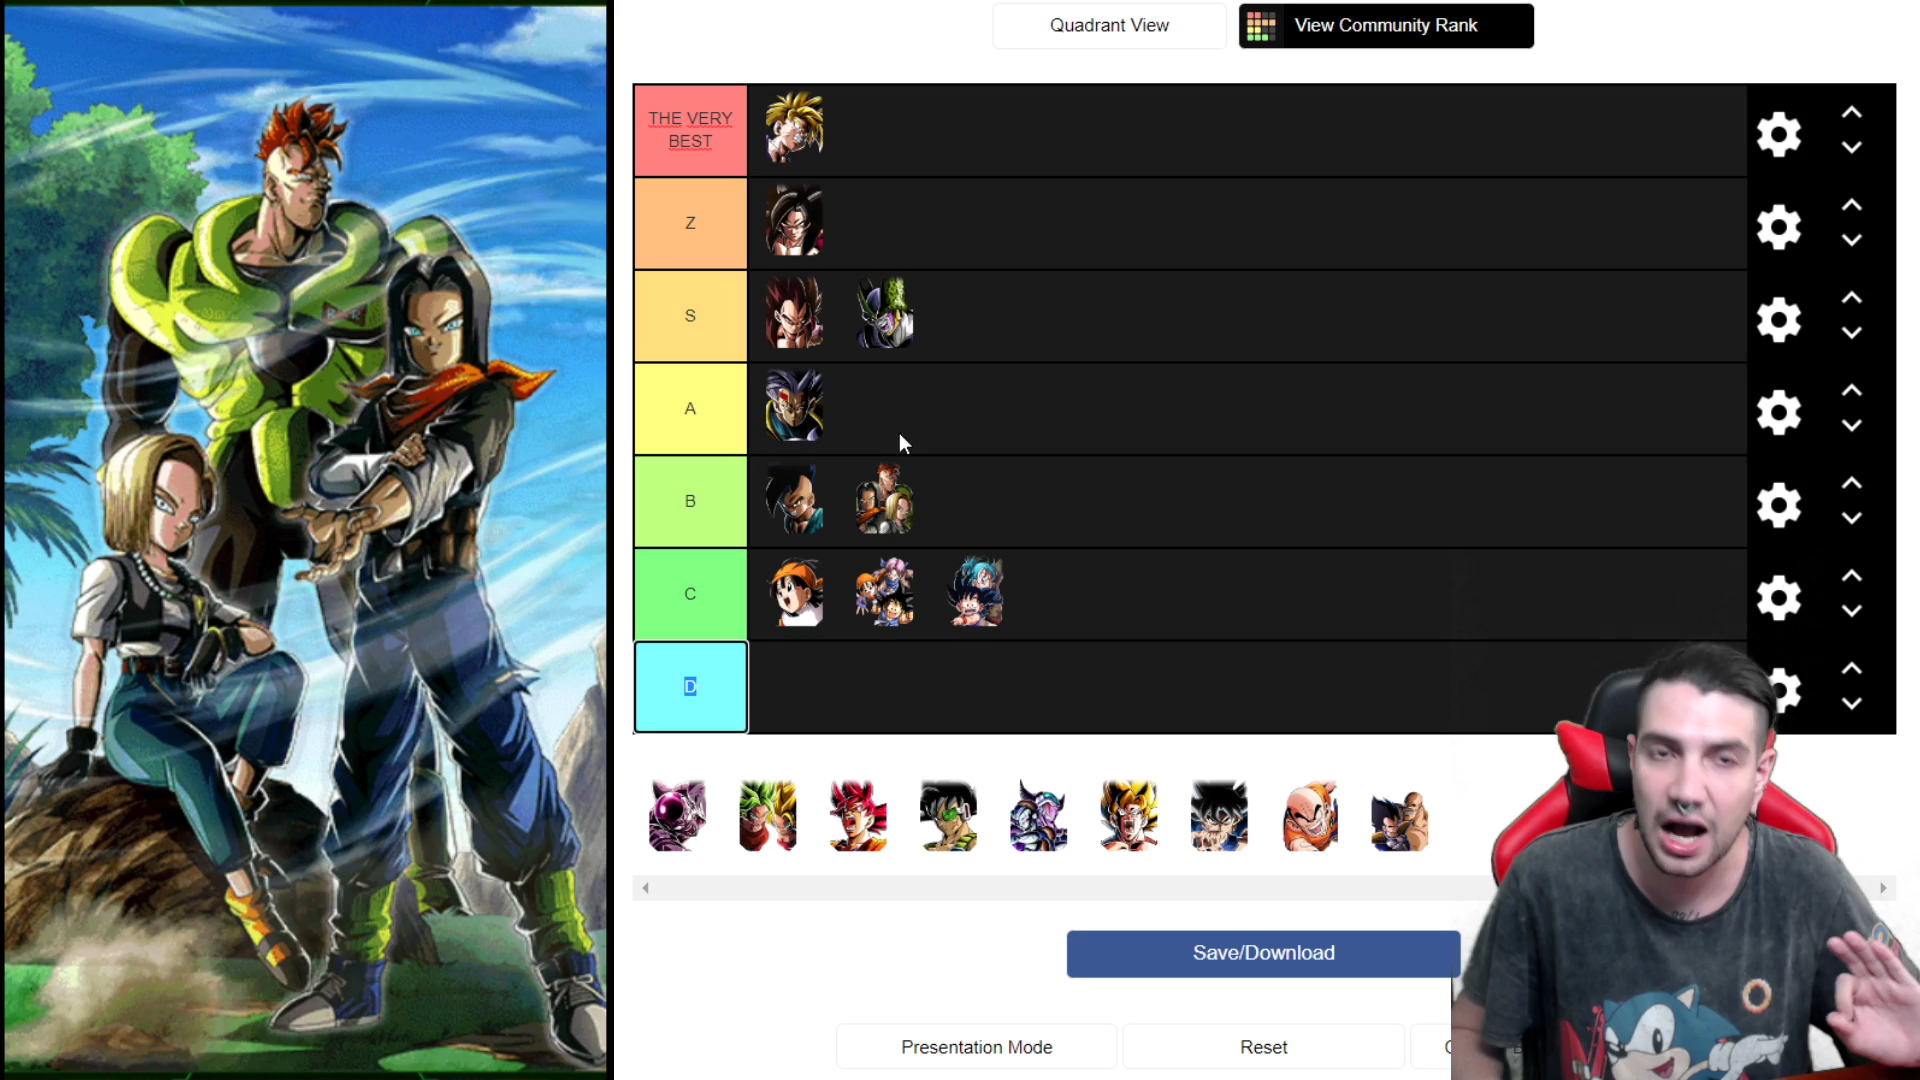 Quadrant View
View Community Rank
THE VERY
BEST
Z
S
A
B
C
D
Save/Download
Presentation Mode
Reset